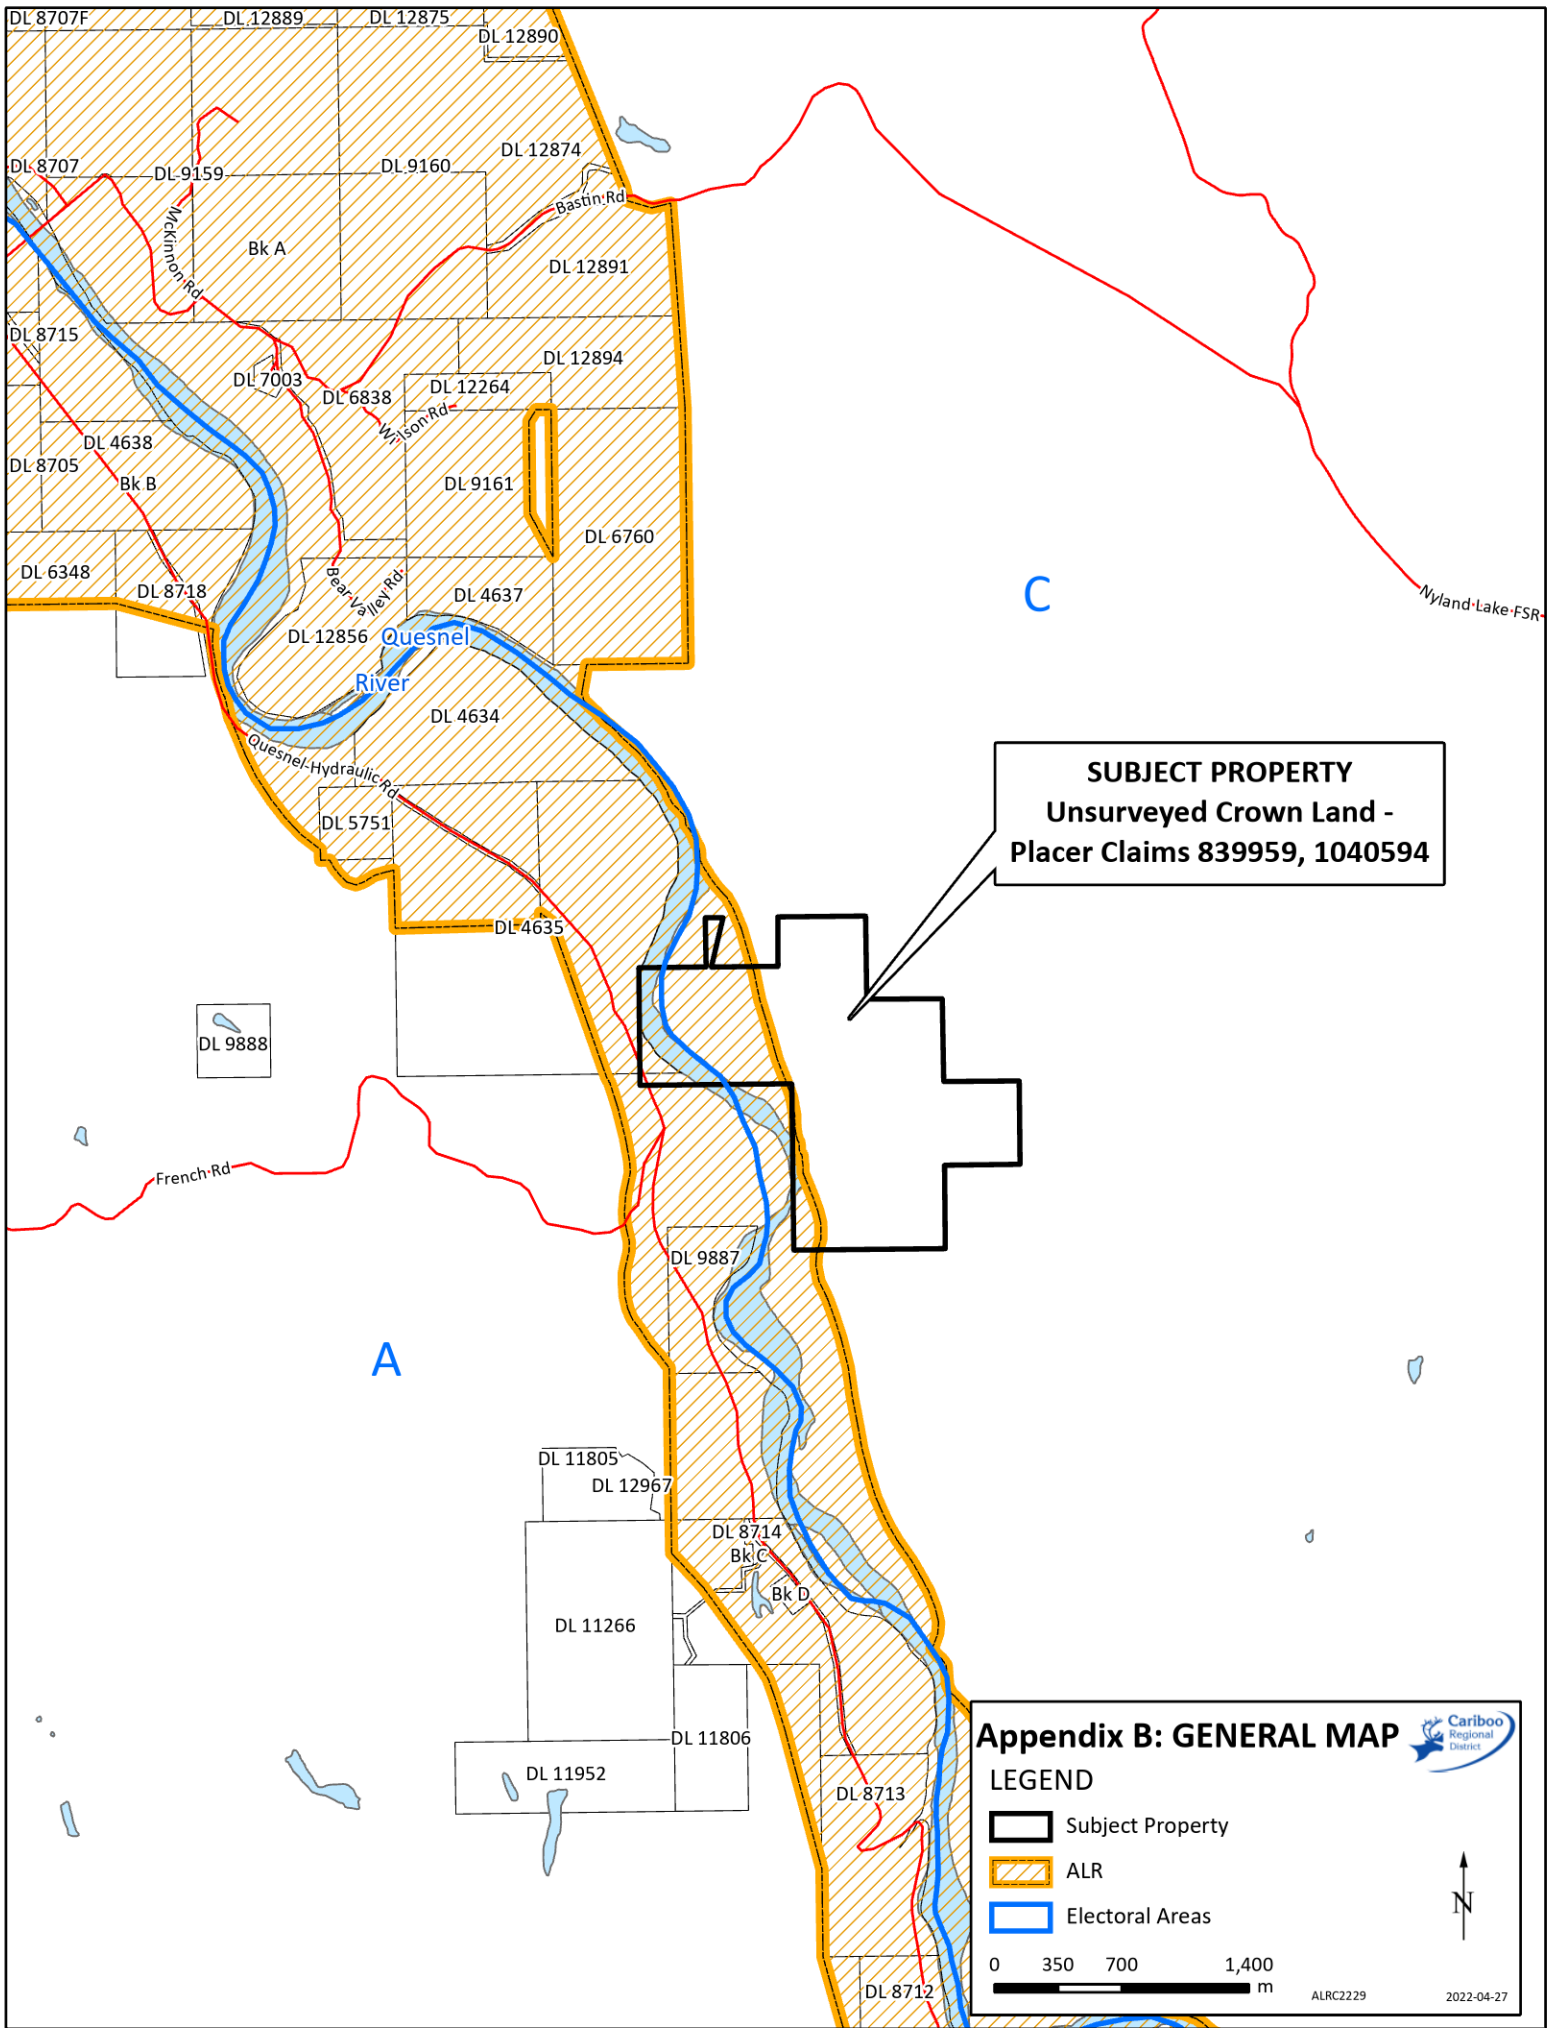 DL 8707F
DL 12889
DL 12875
DL 12890
DL 12874
DL 8707
DL 9159
DL 9160
Bastin Rd
Mckinnon Rd
Bk A
DL 12891
DL 8715
DL 12894
DL 7003
DL 6838
DL 12264
Wilson Rd
DL 4638
DL 8705
Bk B
DL 9161
DL 6760
DL 6348
DL 8718
Bear Valley Rd
DL 4637
C
Nyland Lake FSR
DL 12856
Quesnel
River
DL 4634
Quesnel-Hydraulic Rd
DL 5751
SUBJECT PROPERTY
Unsurveyed Crown Land -
Placer Claims 839959, 1040594
DL 4635
DL 9888
French Rd
DL 9887
A
DL 11805
DL 12967
DL 8714
Bk C
Bk D
DL 11266
DL 11806
DL 11952
DL 8713
DL 8712
Appendix B: GENERAL MAP
Cariboo
Regional
District
LEGEND
Subject Property
ALR
Electoral Areas
N
0 350 700 1,400
m
ALRC2229
2022-04-27